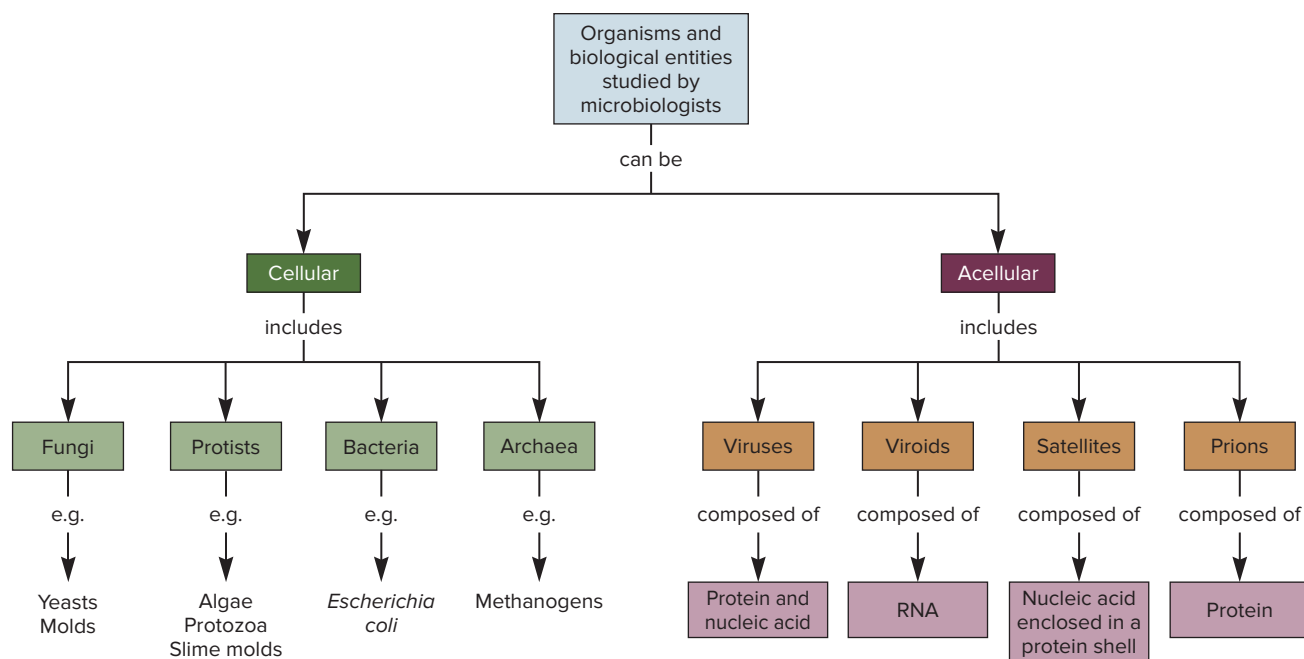 Organisms and
biological entities
studied by
microbiologists
can be
Cellular
Acellular
includes
includes
Fungi
Protists
Bacteria
Archaea
Viruses
Viroids
Satellites
Prions
e.g.
e.g.
e.g.
e.g.
composed of
composed of
composed of
composed of
Yeasts
Molds
Algae
Protozoa
Slime molds
Escherichia
coli
Methanogens
Protein and
nucleic acid
RNA
Nucleic acid
enclosed in a
protein shell
Protein